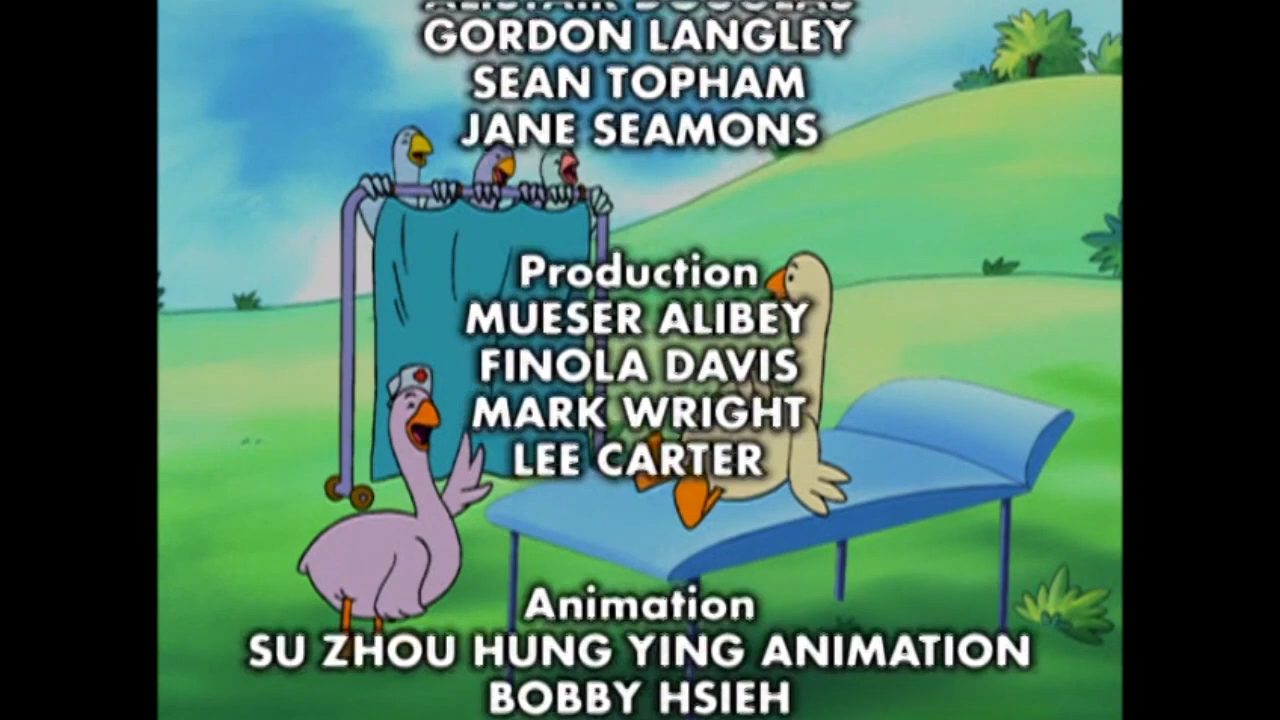 GORDON LANGLEY
SEAN TOPHAM
JANE SEAMONS
Production
MUESER ALIBEY
FINOLA DAVIS
MARK WRIGHT
LEE CARTER
Animation
SU ZHOU HUNG YING ANIMATION
BOBBY HSIEH